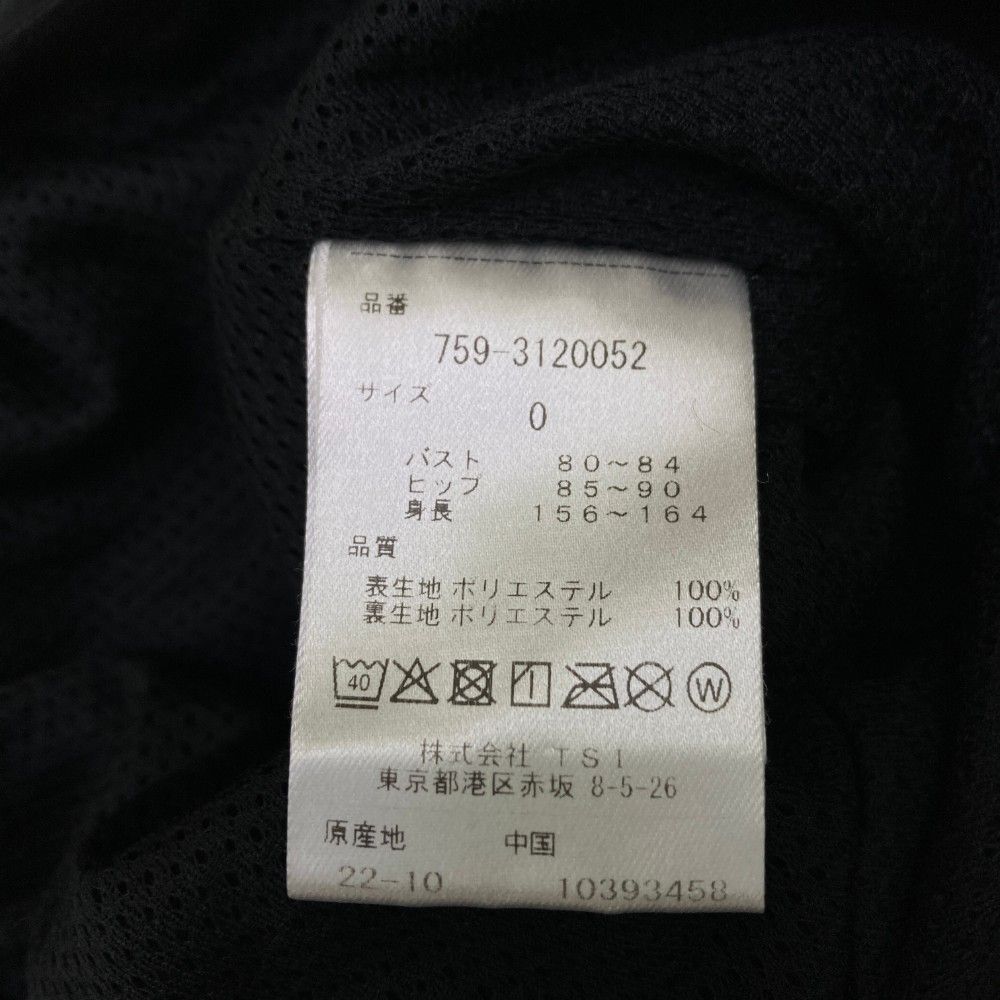 品番
759-3120052
サイズ
0
バスト 80～84
ヒップ 85～90
身長 156～164
品質
表生地 ポリエステル 100%
裏生地 ポリエステル 100%
40 W
株式会社 TSI
東京都港区赤坂 8-5-26
原産地 中国
22-10 10393458